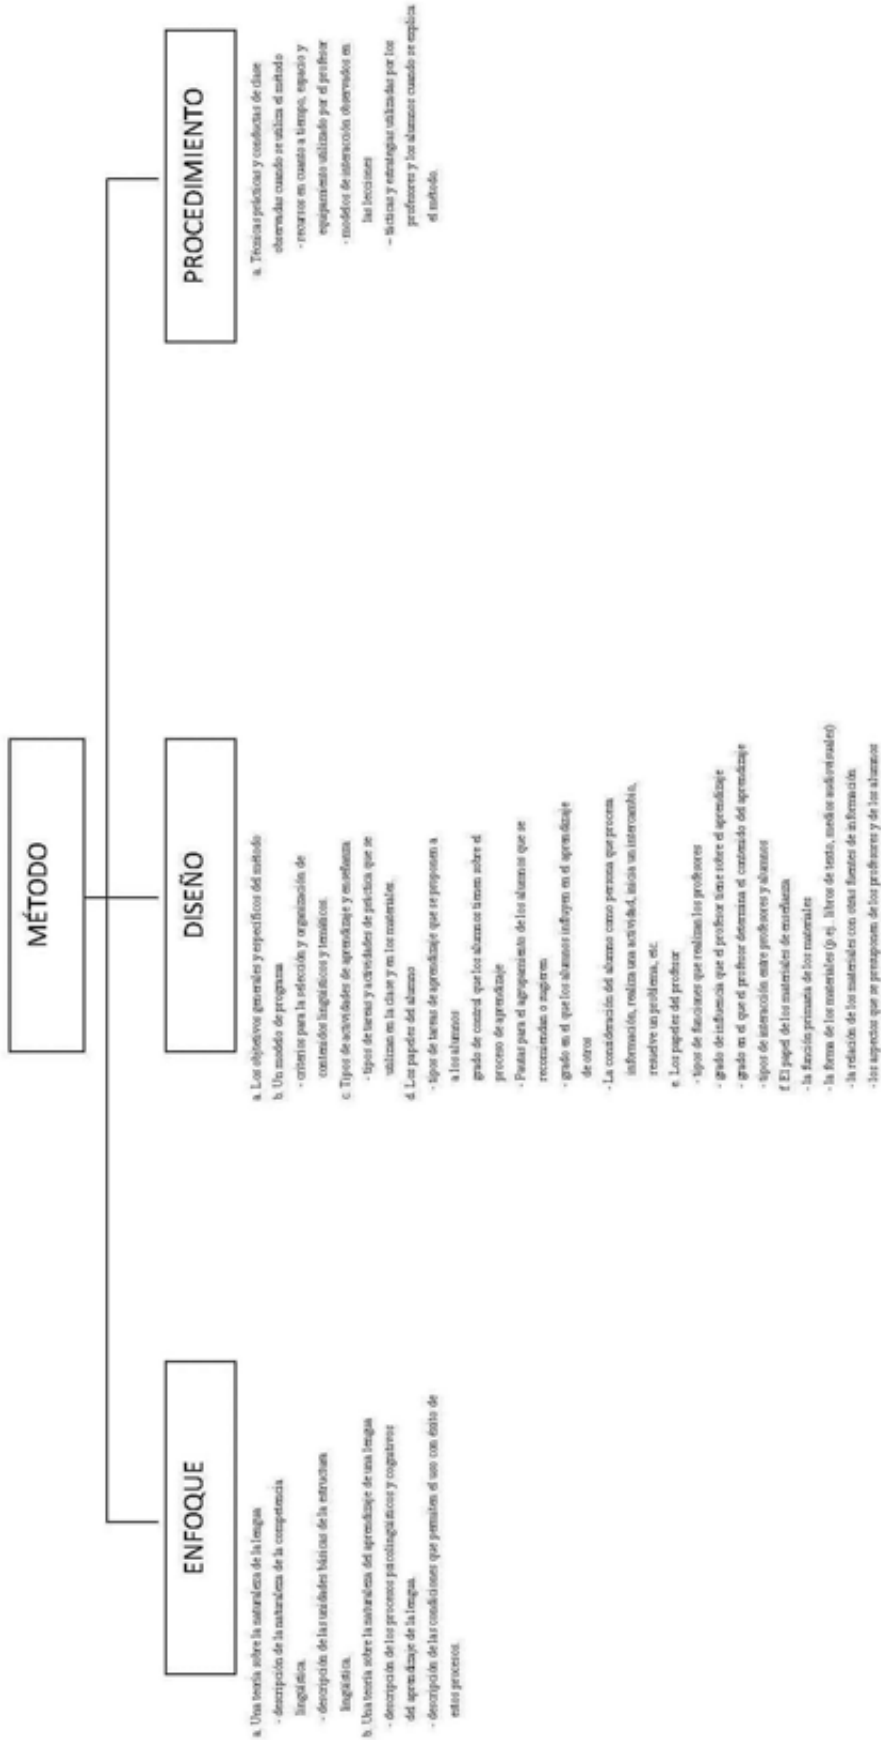 MÉTODO
ENFOQUE
a. Una teoría sobre la naturaleza de la lengua
- descripción de la naturaleza de la competencia
lingüística.
- descripción de las unidades básicas de la estructura
lingüística.
b. Una teoría sobre la naturaleza del aprendizaje de una lengua
- descripción de los procesos psicolingüísticos y cognitivos
del aprendizaje de la lengua.
- descripción de las condiciones que permiten el uso con éxito de
estos procesos.
DISEÑO
a. Los objetivos generales y específicos del método
b. Un modelo de programa
- criterios para la selección y organización de
contenidos lingüísticos y temáticos.
c. Tipos de actividades de aprendizaje y enseñanza
- tipos de tareas y actividades de práctica que se
utilizan en la clase y en los materiales.
d. Los papeles del alumno
- tipos de tareas de aprendizaje que se proponen a
a los alumnos
grado de control que los alumnos tienen sobre el
proceso de aprendizaje
- Pautas para el agrupamiento de los alumnos que se
recomiendan o sugieren
- grado en el que los alumnos influyen en el aprendizaje
de otros
- La consideración del alumno como persona que procesa
información, realiza una actividad, inicia un intercambio,
resuelve un problema, etc.
e. Los papeles del profesor
- tipos de funciones que realizan los profesores
- grado de influencia que el profesor tiene sobre el aprendizaje
- grado en el que el profesor determina el contenido del aprendizaje
- tipos de interacción entre profesores y alumnos
f. El papel de los materiales de enseñanza
- la función primaria de los materiales
- la forma de los materiales (p.ej.. libros de texto, medios audiovisuales)
- la relación de los materiales con otras fuentes de información
- los aspectos que se presuponen de los profesores y de los alumnos
PROCEDIMIENTO
a. Técnicas prácticas y conductas de clase
observadas cuando se utiliza el método
- recursos en cuanto a tiempo, espacio y
equipamiento utilizado por el profesor
- modelos de interacción observados en
las lecciones
– tácticas y estrategias utilizadas por los
profesores y los alumnos cuando se explica
el método.